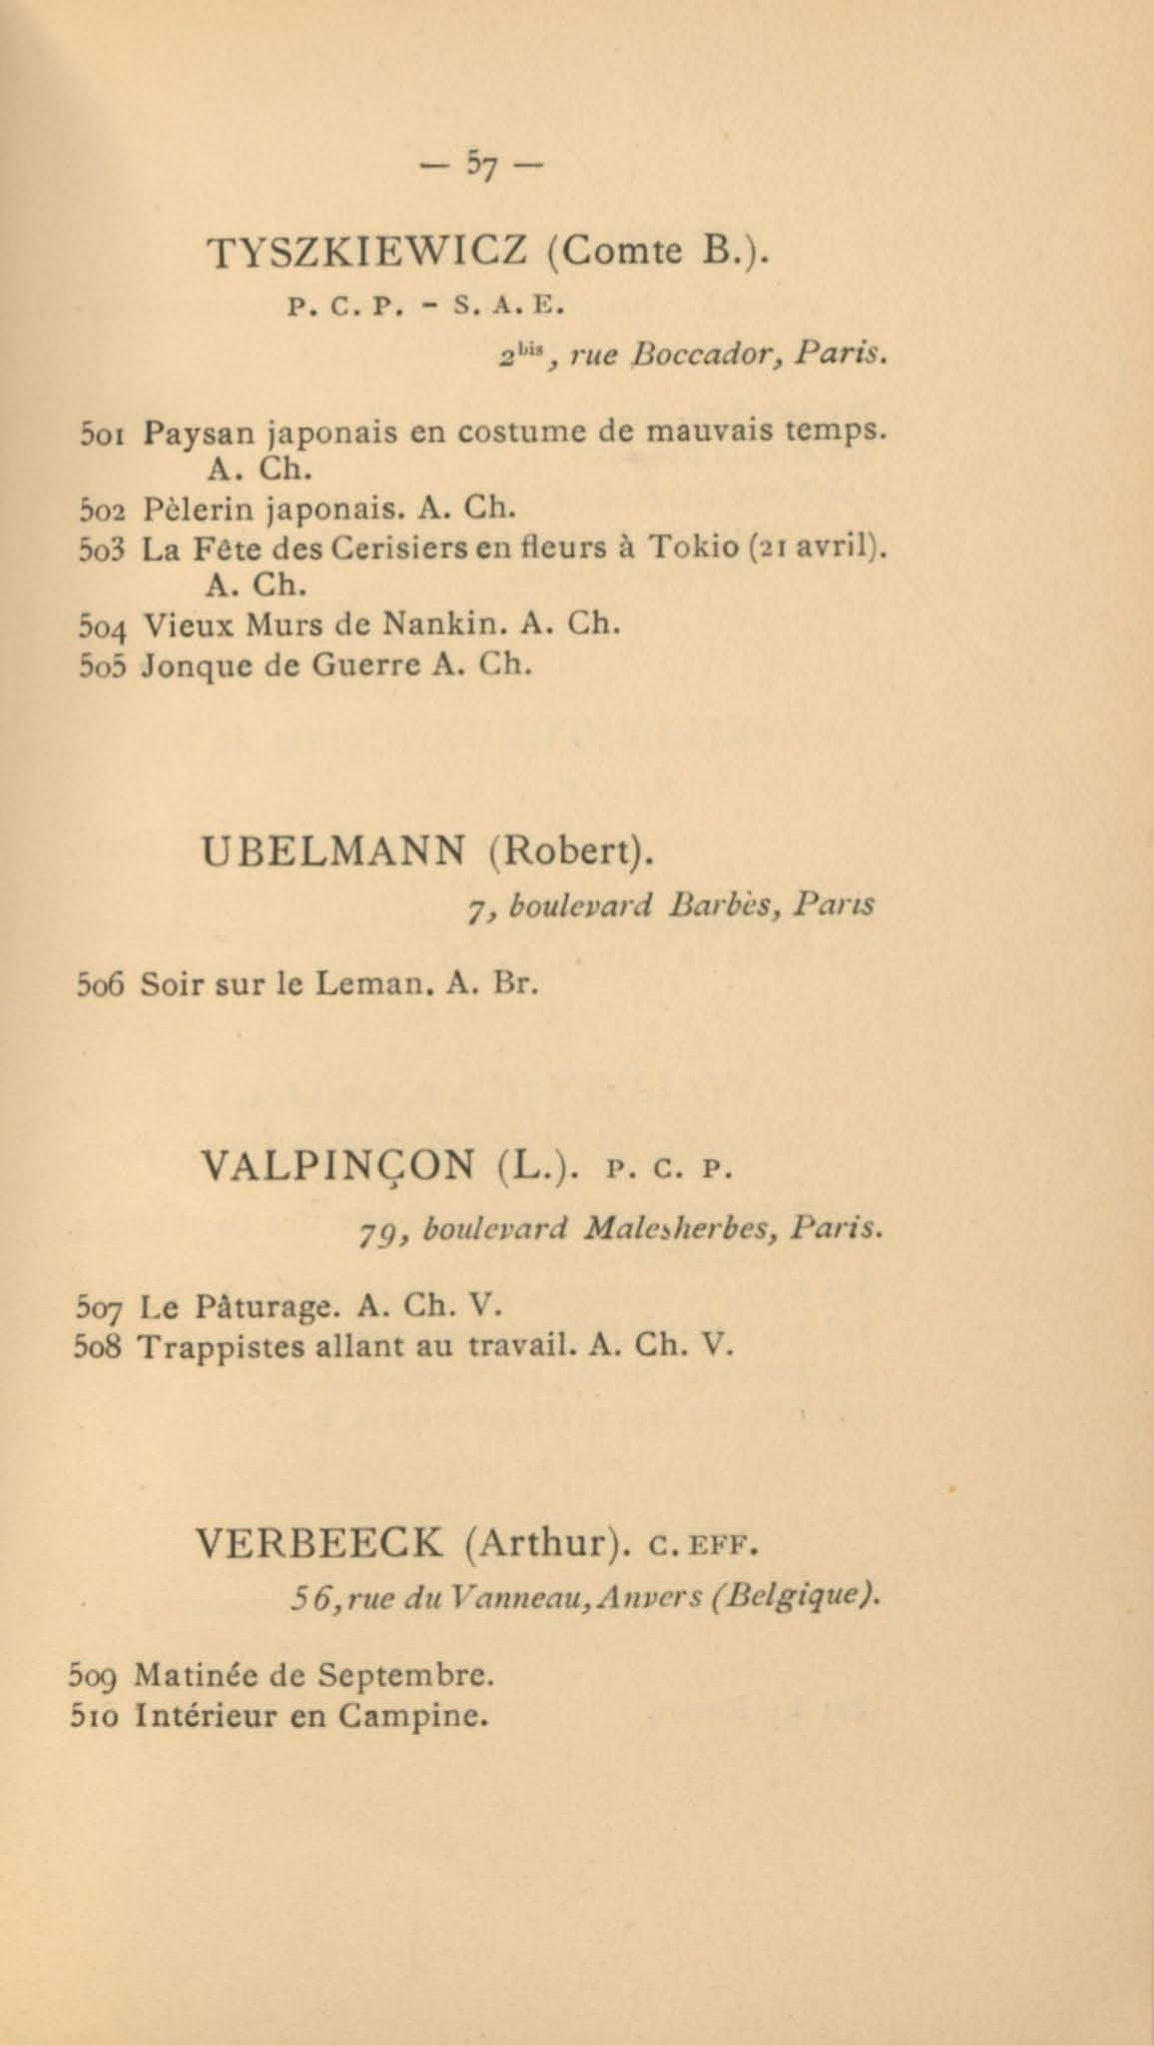 — 57 —
TYSZKIEWICZ (Comte B.).
P. C. P. - S. A. E.
2bis, rue Boccador, Paris.
501 Paysan japonais en costume de mauvais temps.
A. Ch.
502 Pèlerin japonais. A. Ch.
503 La Fête des Cerisiers en fleurs à Tokio (21 avril).
A. Ch.
504 Vieux Murs de Nankin. A. Ch.
505 Jonque de Guerre A. Ch.
UBELMANN (Robert).
7, boulevard Barbès, Paris
506 Soir sur le Leman. A. Br.
VALPINÇON (L.). P. C. P.
79, boulevard Malesherbes, Paris.
507 Le Pâturage. A. Ch. V.
508 Trappistes allant au travail. A. Ch. V.
VERBEECK (Arthur). C. EFF.
56, rue du Vanneau, Anvers (Belgique).
509 Matinée de Septembre.
510 Intérieur en Campine.